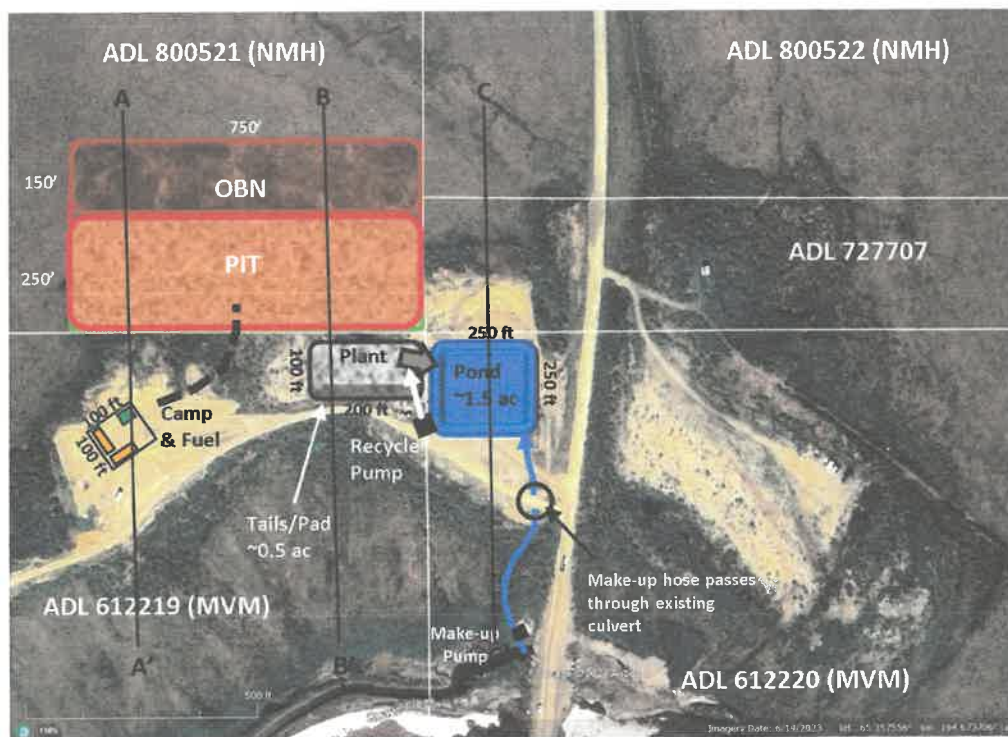 ADL 800521 (NMH)
ADL 800522 (NMH)
A
B
C
750'
150'
OBN
250'
PIT
ADL 727707
250 ft
100 ft
Plant
Pond
~1.5 ac
250 ft
200 ft
Camp
& Fuel
100 ft
100 ft
Recycle
Pump
Tails/Pad
~0.5 ac
Make-up hose passes
through existing
culvert
ADL 612219 (MVM)
Make-up
Pump
A'
B'
ADL 612220 (MVM)
500 ft
Imagery Date: 6/14/2023